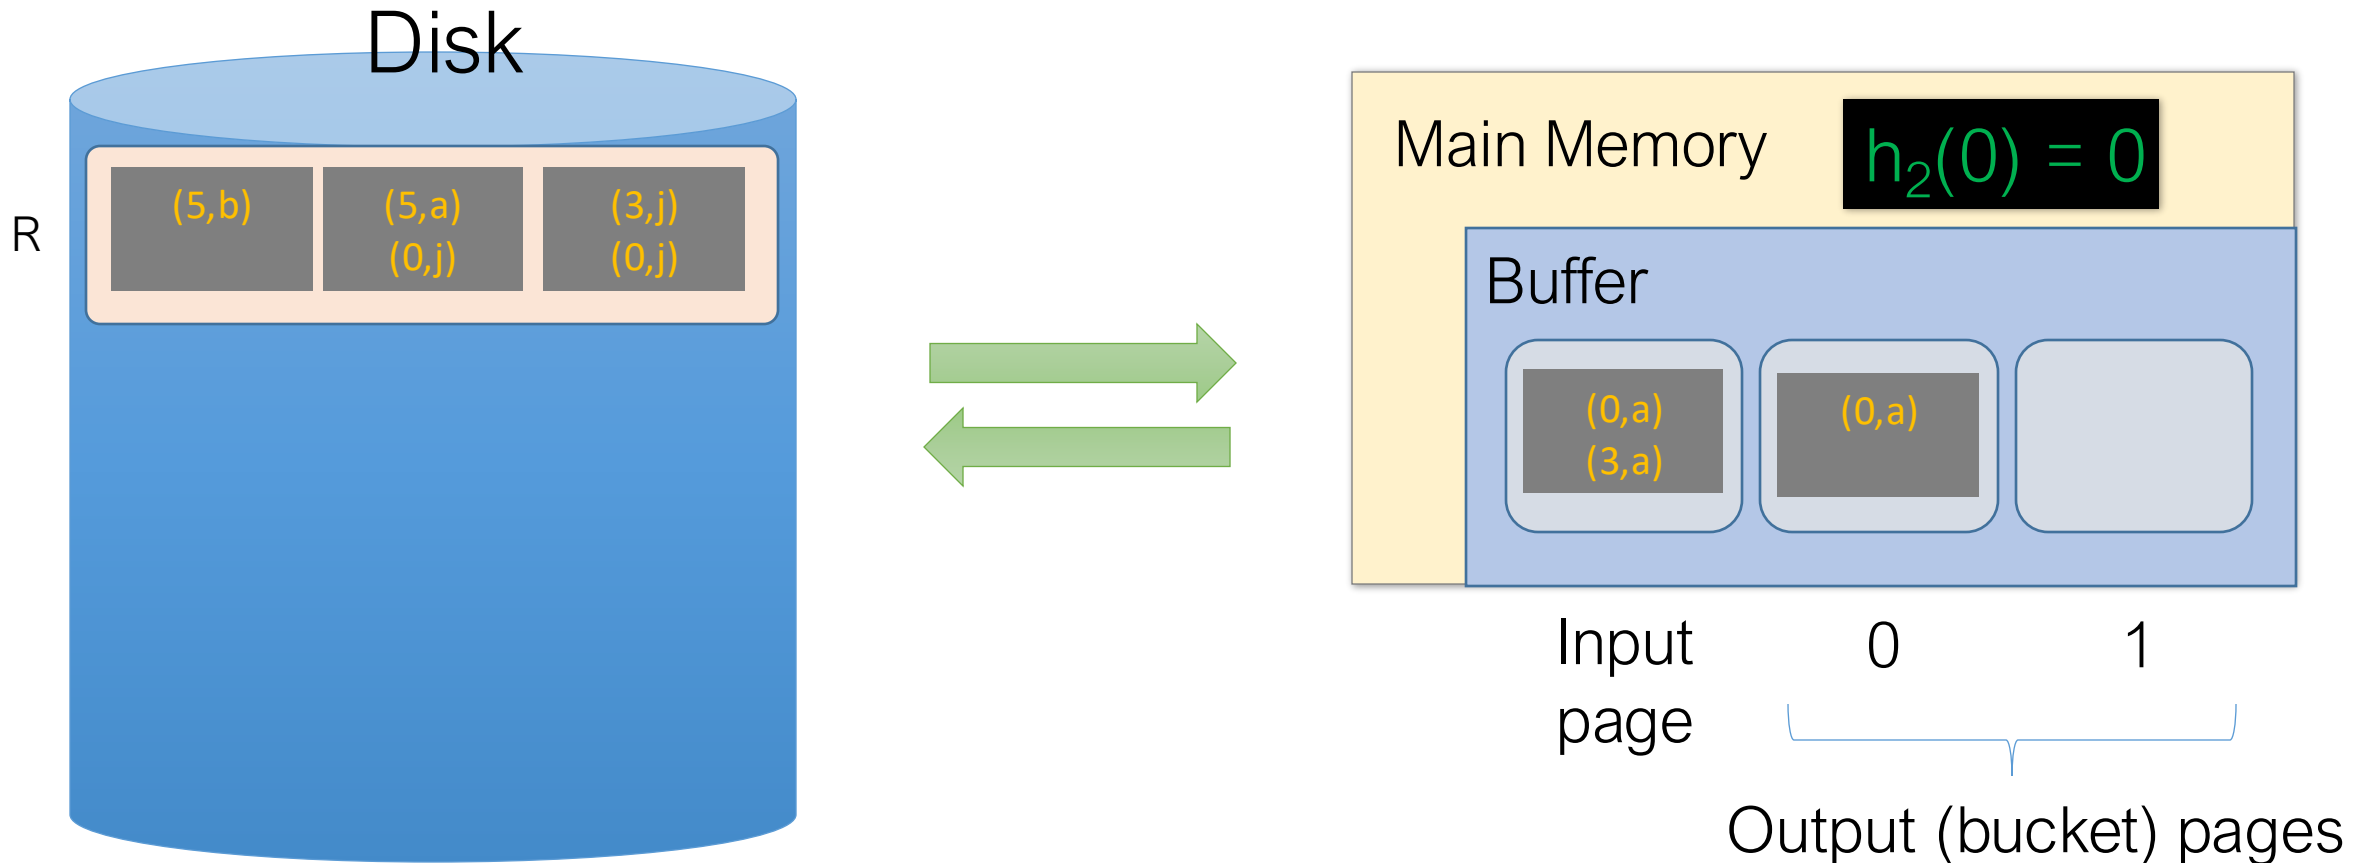 Disk
R
(5,b)
(5,a)
(0,j)
(3,j)
(0,j)
Main Memory
h₂(0) = 0
Buffer
(0,a)
(3,a)
(0,a)
Input
page
0
1
Output (bucket) pages